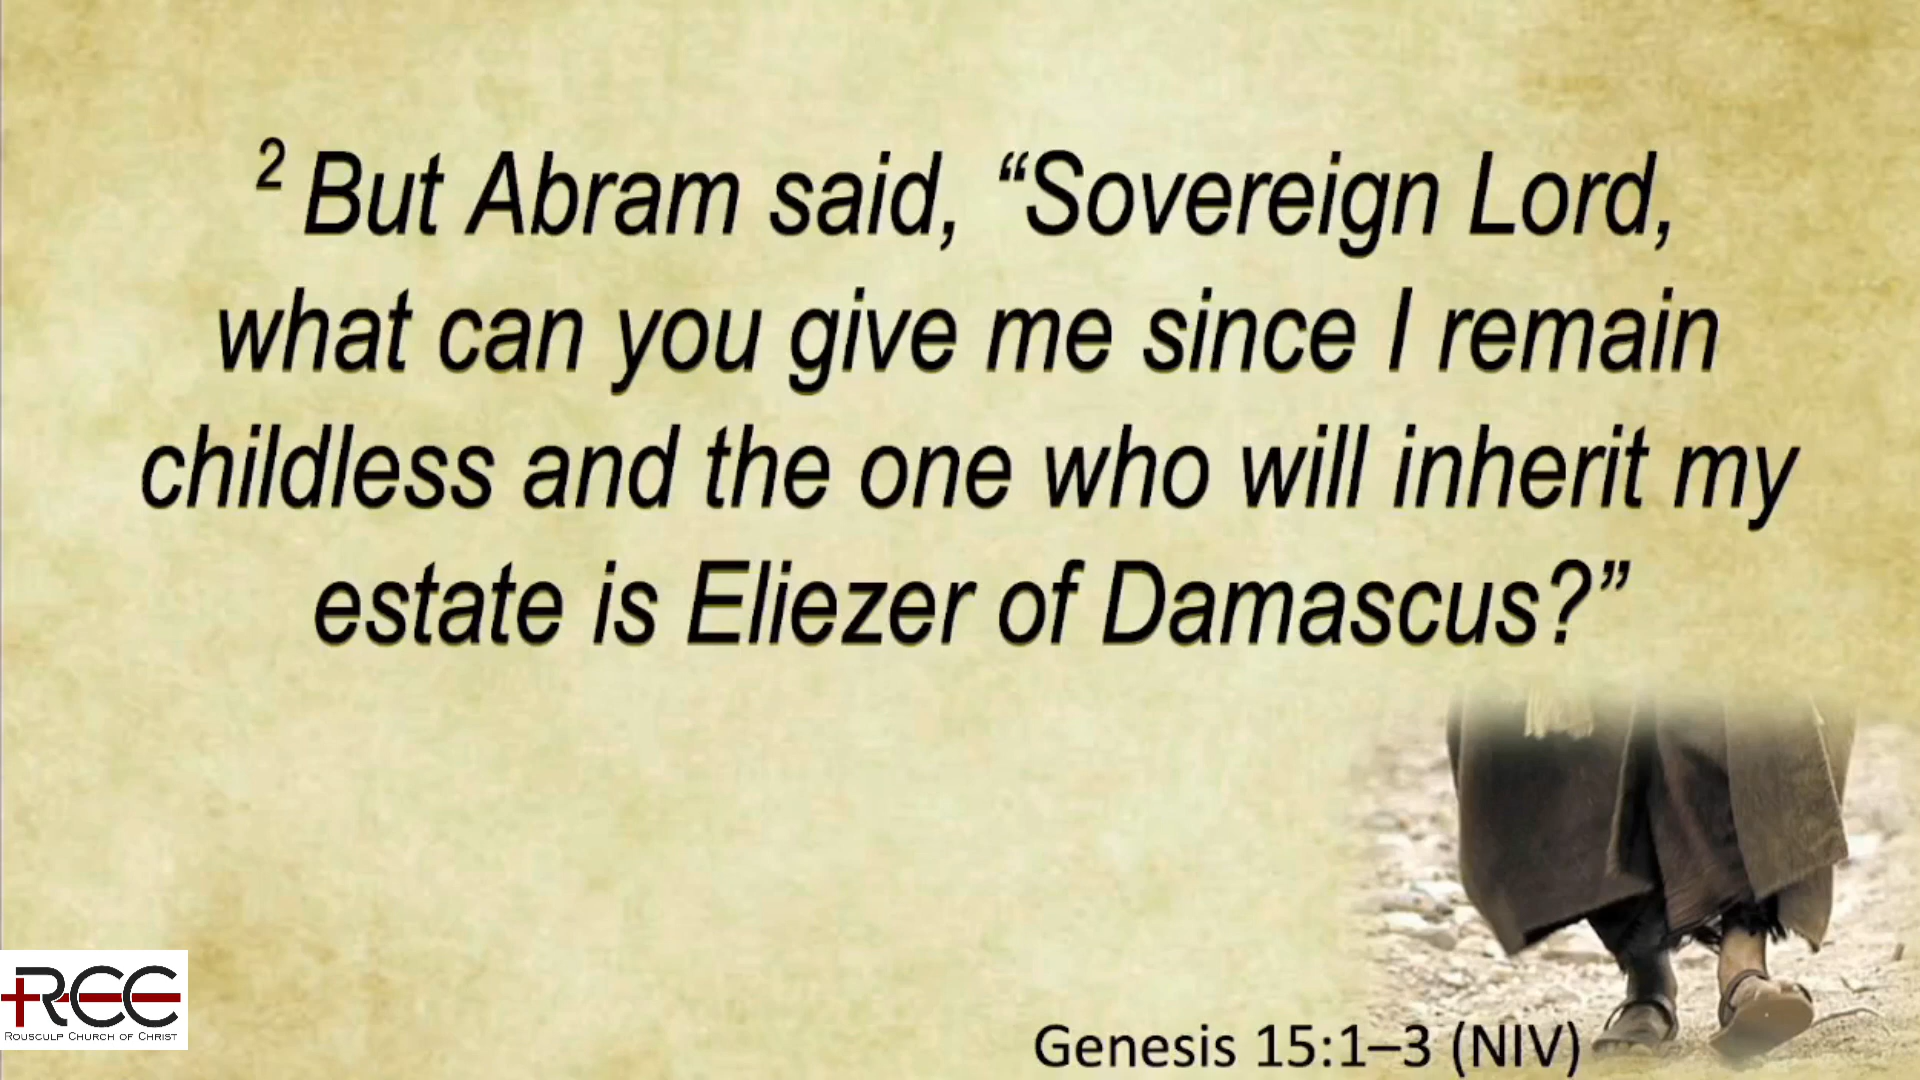 2 But Abram said, “Sovereign Lord,
what can you give me since I remain
childless and the one who will inherit my
estate is Eliezer of Damascus?”
RCC
Rousculp Church of Christ
Genesis 15:1–3 (NIV)